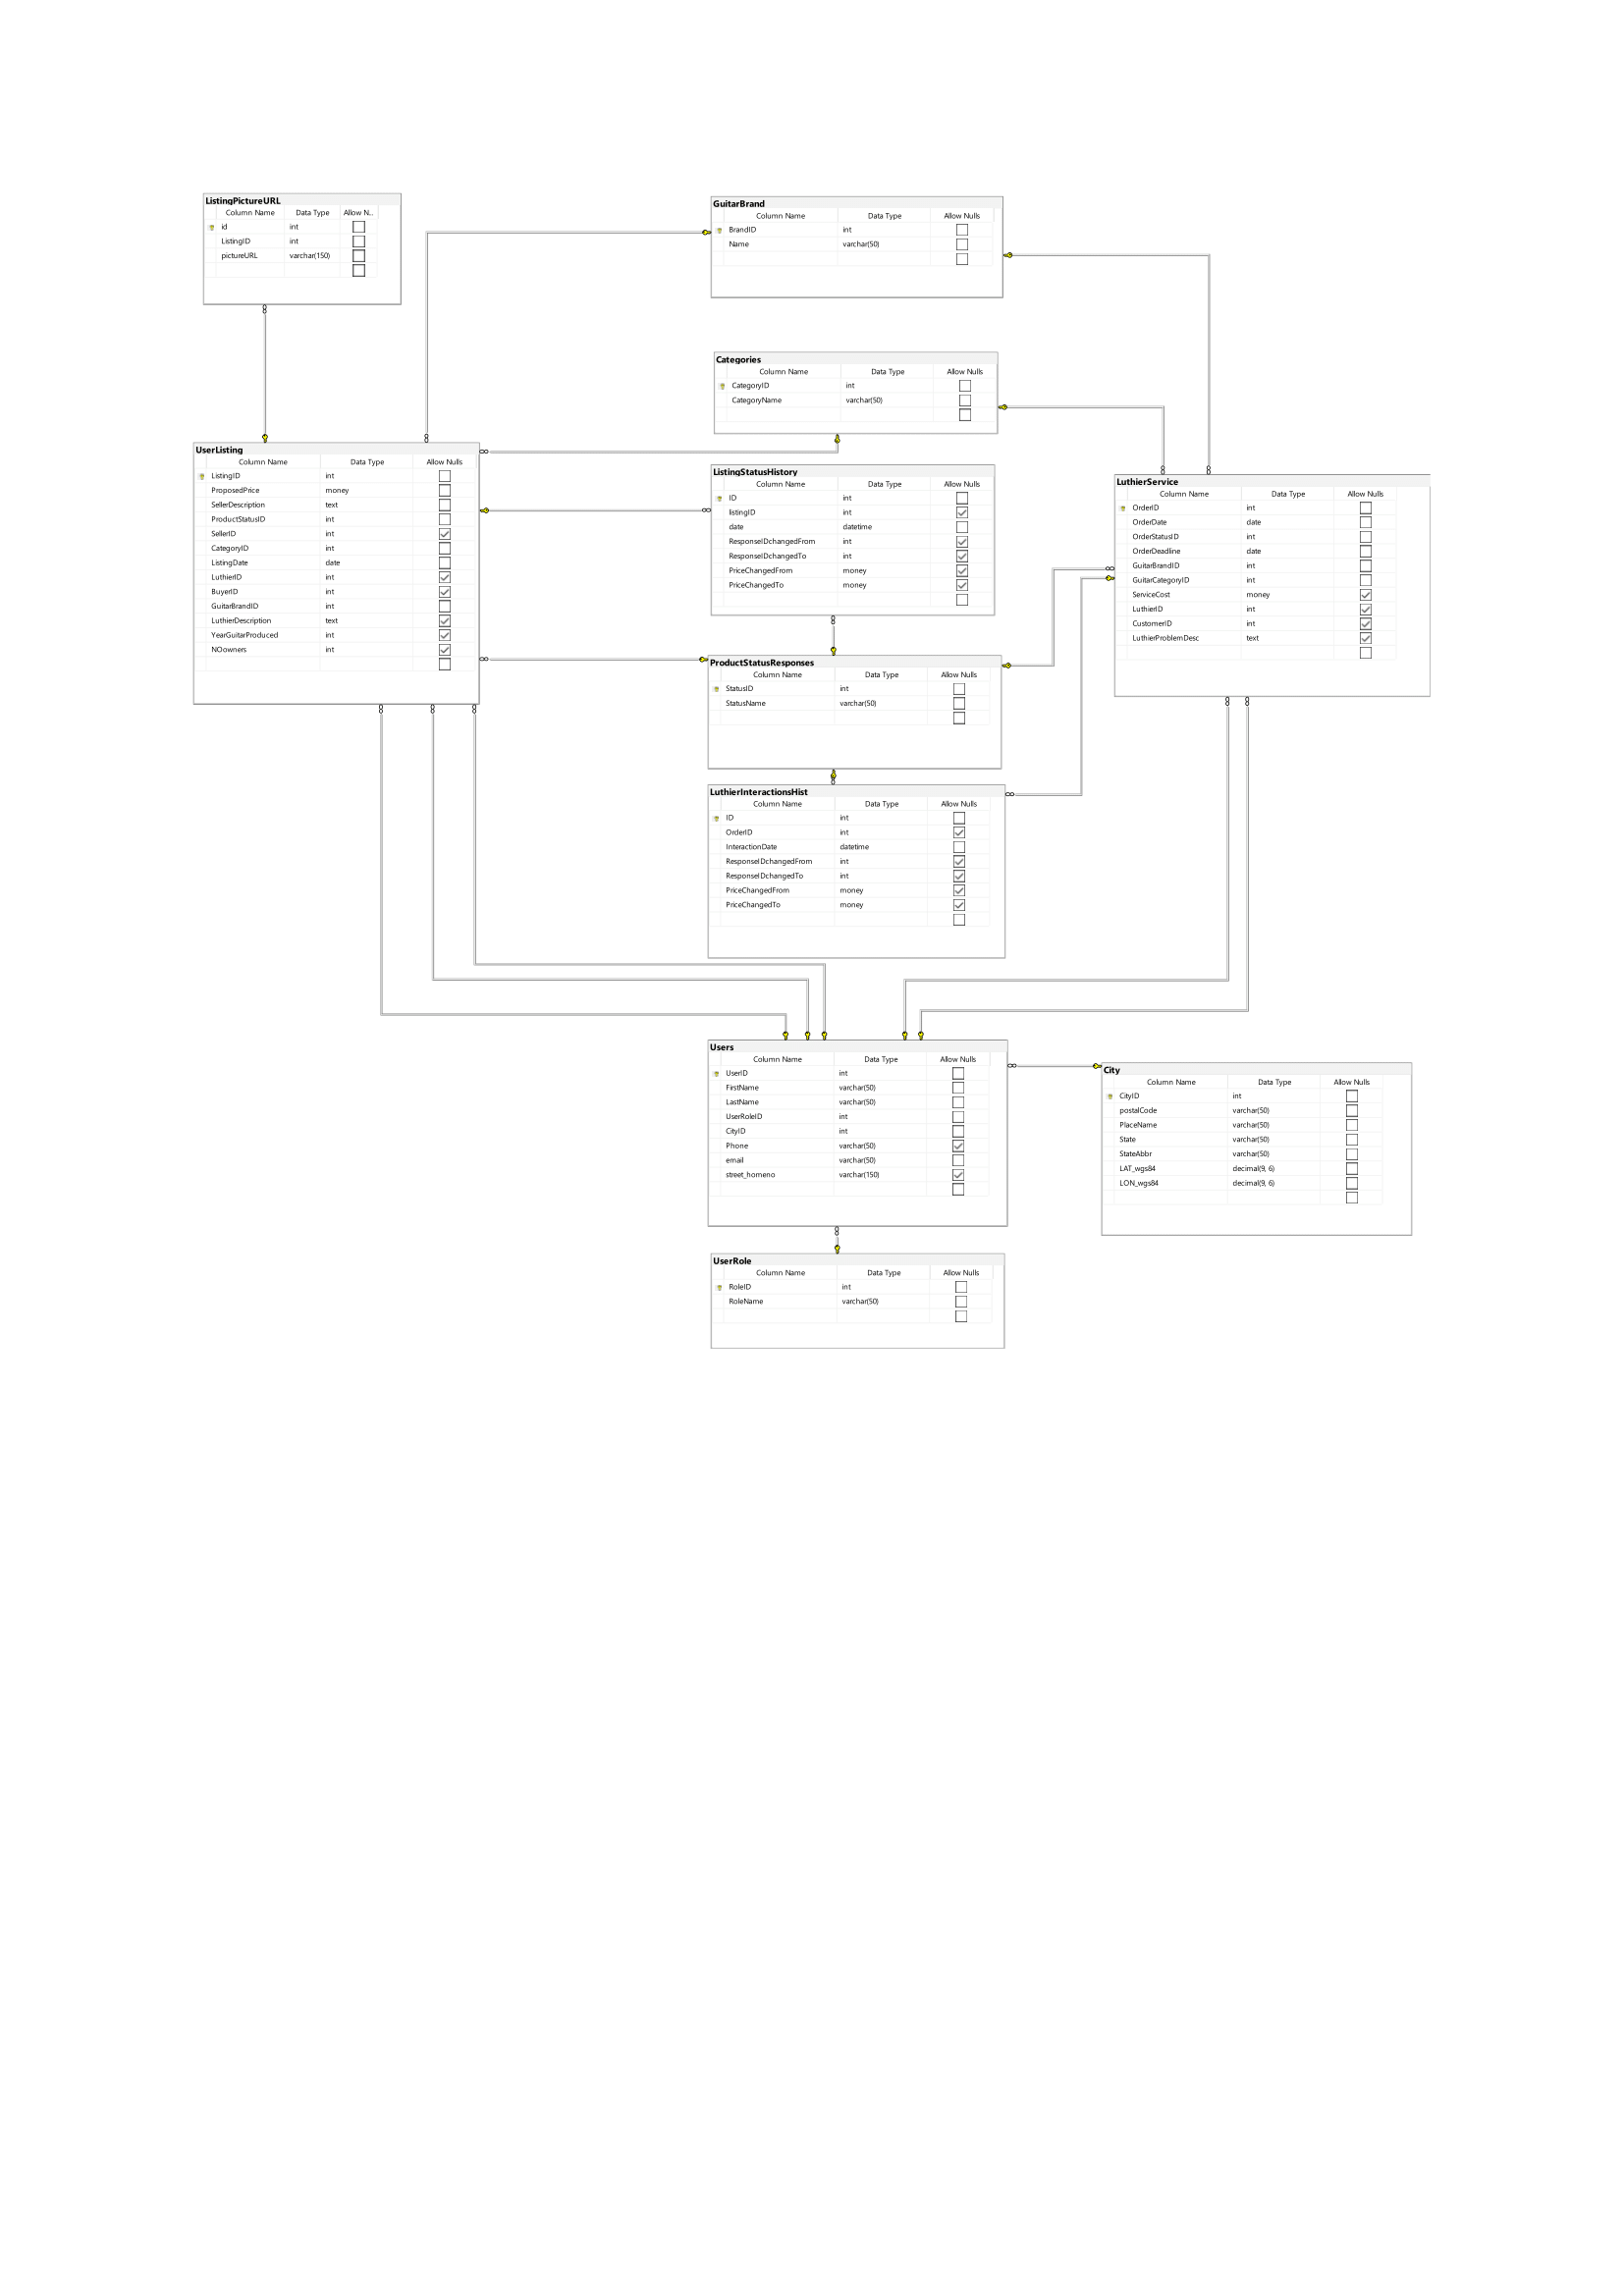 ListingPictureURL
Column Name Data Type Allow N...
id int
ListingID int
pictureURL varchar(150)
GuitarBrand
Column Name Data Type Allow Nulls
BrandID int
Name varchar(50)
Categories
Column Name Data Type Allow Nulls
CategoryID int
CategoryName varchar(50)
UserListing
Column Name Data Type Allow Nulls
ListingID int
ProposedPrice money
SellerDescription text
ProductStatusID int
SellerID int
CategoryID int
ListingDate date
LuthierID int
BuyerID int
GuitarBrandID int
LuthierDescription text
YearGuitarProduced int
NOowners int
ListingStatusHistory
Column Name Data Type Allow Nulls
ID int
listingID int
date datetime
ResponseIDchangedFrom int
ResponseIDchangedTo int
PriceChangedFrom money
PriceChangedTo money
LuthierService
Column Name Data Type Allow Nulls
OrderID int
OrderDate date
OrderStatusID int
OrderDeadline date
GuitarBrandID int
GuitarCategoryID int
ServiceCost money
LuthierID int
CustomerID int
LuthierProblemDesc text
ProductStatusResponses
Column Name Data Type Allow Nulls
StatusID int
StatusName varchar(50)
LuthierInteractionsHist
Column Name Data Type Allow Nulls
ID int
OrderID int
InteractionDate datetime
ResponseIDchangedFrom int
ResponseIDchangedTo int
PriceChangedFrom money
PriceChangedTo money
Users
Column Name Data Type Allow Nulls
UserID int
FirstName varchar(50)
LastName varchar(50)
UserRoleID int
CityID int
Phone varchar(50)
email varchar(50)
street_homeno varchar(150)
City
Column Name Data Type Allow Nulls
CityID int
postalCode varchar(50)
PlaceName varchar(50)
State varchar(50)
StateAbbr varchar(50)
LAT_wgs84 decimal(9, 6)
LON_wgs84 decimal(9, 6)
UserRole
Column Name Data Type Allow Nulls
RoleID int
RoleName varchar(50)